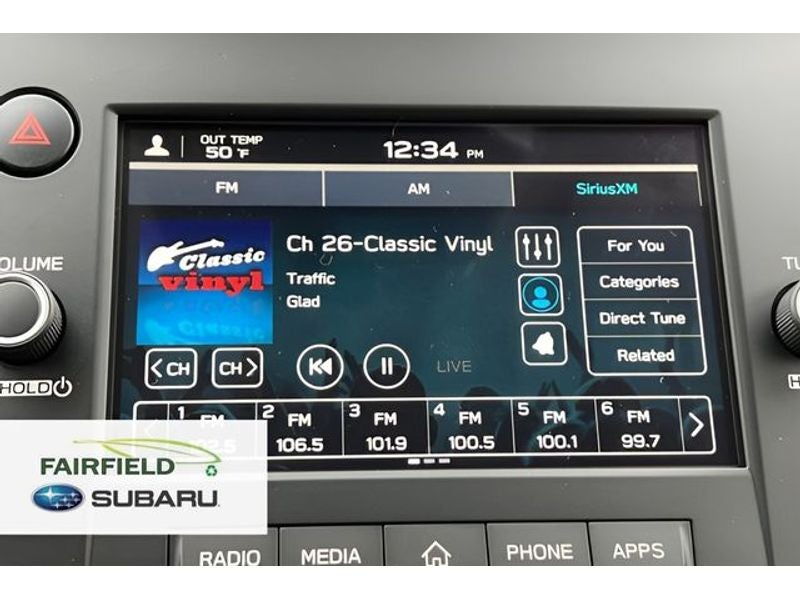 OUT TEMP
50 °F
12:34 PM
FM
AM
SiriusXM
Classic
vinyl
Ch 26-Classic Vinyl
Traffic
Glad
For You
Categories
Direct Tune
Related
< CH
CH >
LIVE
1 FM
2 FM
106.5
3 FM
101.9
4 FM
100.5
5 FM
100.1
6 FM
99.7
VOLUME
HOLD
FAIRFIELD
SUBARU
RADIO
MEDIA
PHONE
APPS